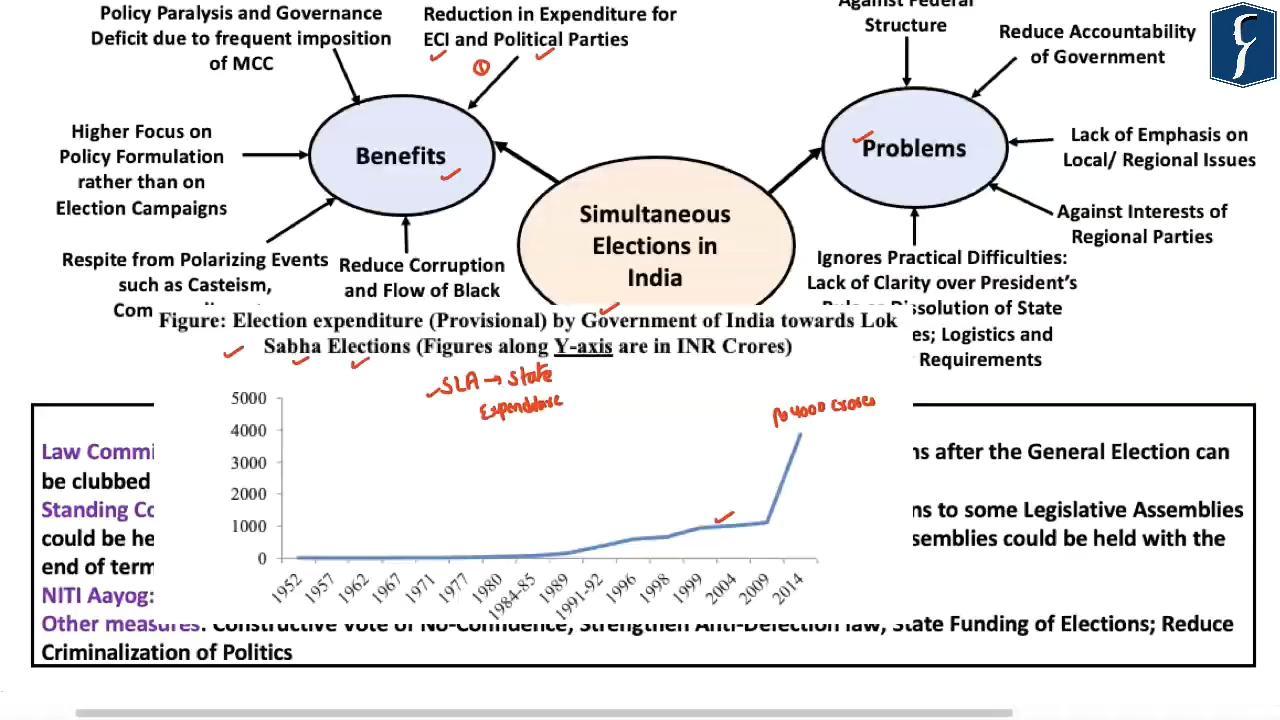 Policy Paralysis and Governance
Deficit due to frequent imposition
of MCC
Reduction in Expenditure for
ECI and Political Parties
①
Structure
Reduce Accountability
of Government
Higher Focus on
Policy Formulation
rather than on
Election Campaigns
Benefits
Problems
Lack of Emphasis on
Local/ Regional Issues
Simultaneous
Elections in
India
Against Interests of
Regional Parties
Respite from Polarizing Events
such as Casteism,
Reduce Corruption
and Flow of Black
Ignores Practical Difficulties:
Lack of Clarity over President's
Dissolution of State
Logistics and
Requirements
Figure: Election expenditure (Provisional) by Government of India towards Lok
Sabha Elections (Figures along Y-axis are in INR Crores)
SLA → State
Expenditure
₨ 4000 crores
5000
4000
3000
2000
1000
0
1952
1957
1962
1967
1971
1977
1980
1984-85
1989
1991-92
1996
1998
1999
2004
2009
2014
Law
after the General Election can
be clubbed
Standing
to some Legislative Assemblies
could be
could be held with the
end of term
NITI Aayog:
Other measures: Constructive Vote of No-Confidence; Strengthen Anti-Defection law; State Funding of Elections; Reduce
Criminalization of Politics